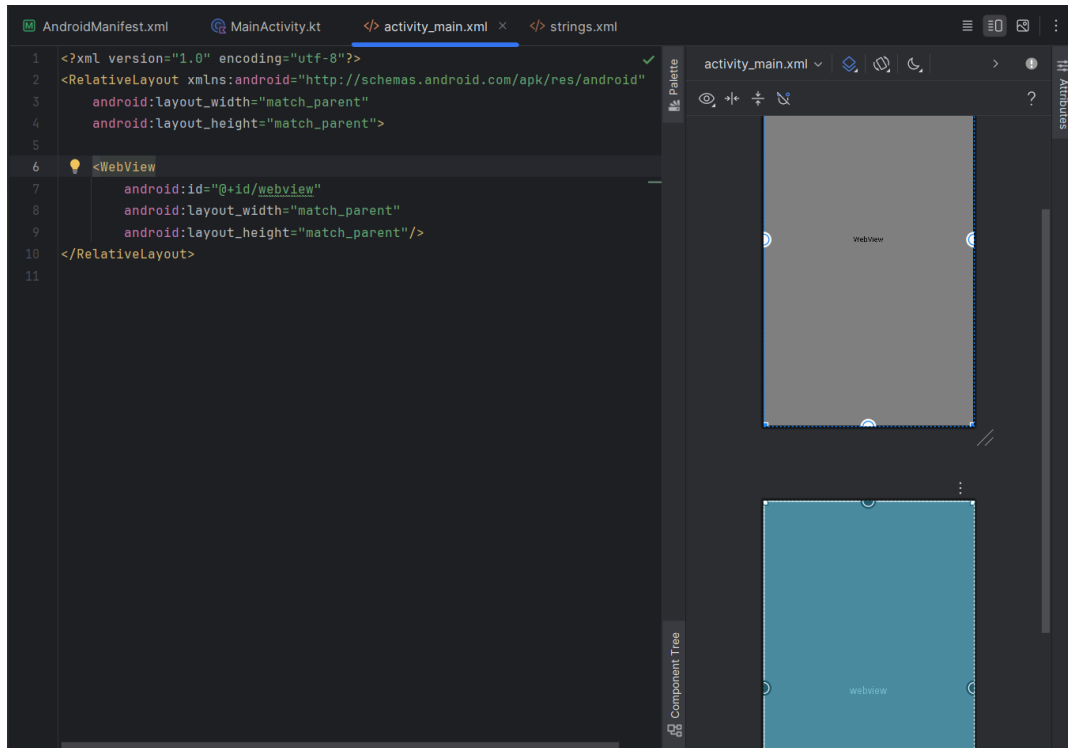 AndroidManifest.xml MainActivity.kt activity_main.xml strings.xml
1 <?xml version="1.0" encoding="utf-8"?>
2 <RelativeLayout xmlns:android="http://schemas.android.com/apk/res/android"
3 android:layout_width="match_parent"
4 android:layout_height="match_parent">
5
6 <WebView
7 android:id="@+id/webview"
8 android:layout_width="match_parent"
9 android:layout_height="match_parent"/>
10 </RelativeLayout>
11
Palette
Component Tree
activity_main.xml
WebView
webview
Attributes